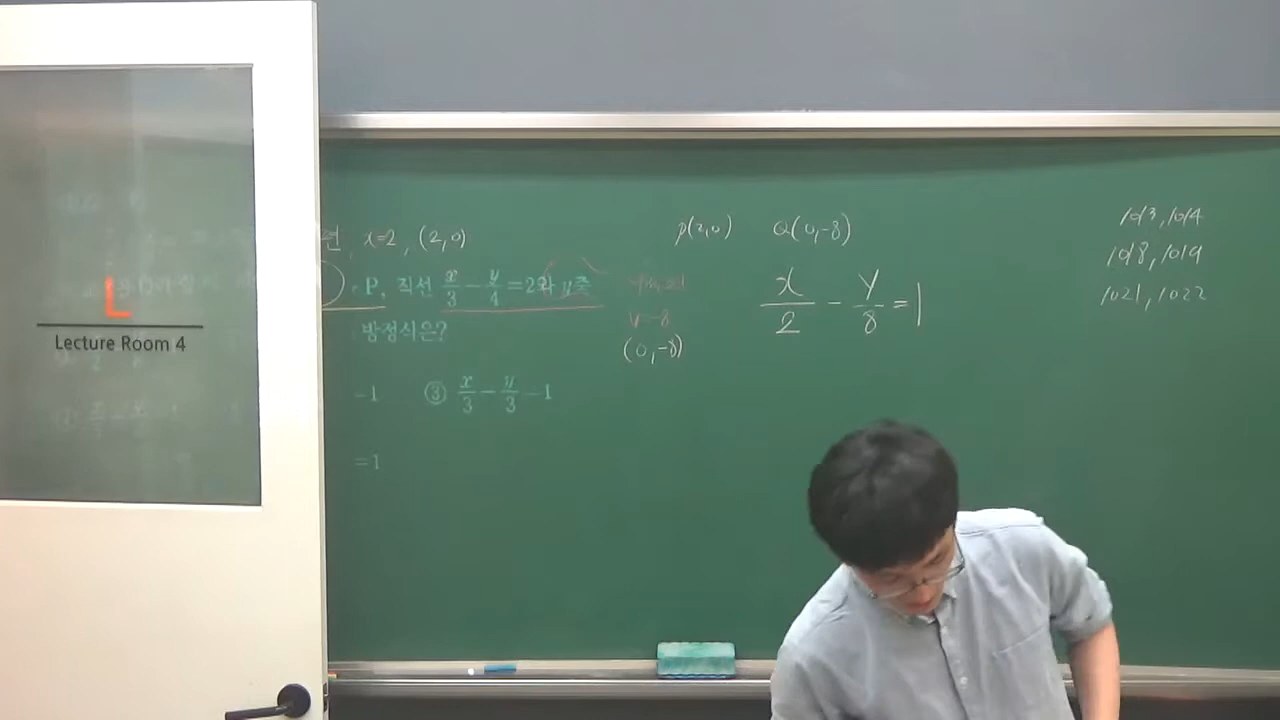 L
Lecture Room 4
x=2, (2,0)
P, 직선 x/3 - y/4 = 2와 y축
방정식은?
-1 ③ x/3 - y/3 = 1
=1
(0,-8)
P(2,0) Q(0,-8)
x/2 - y/8 = 1
1013, 1014
1018, 1019
1021, 1022